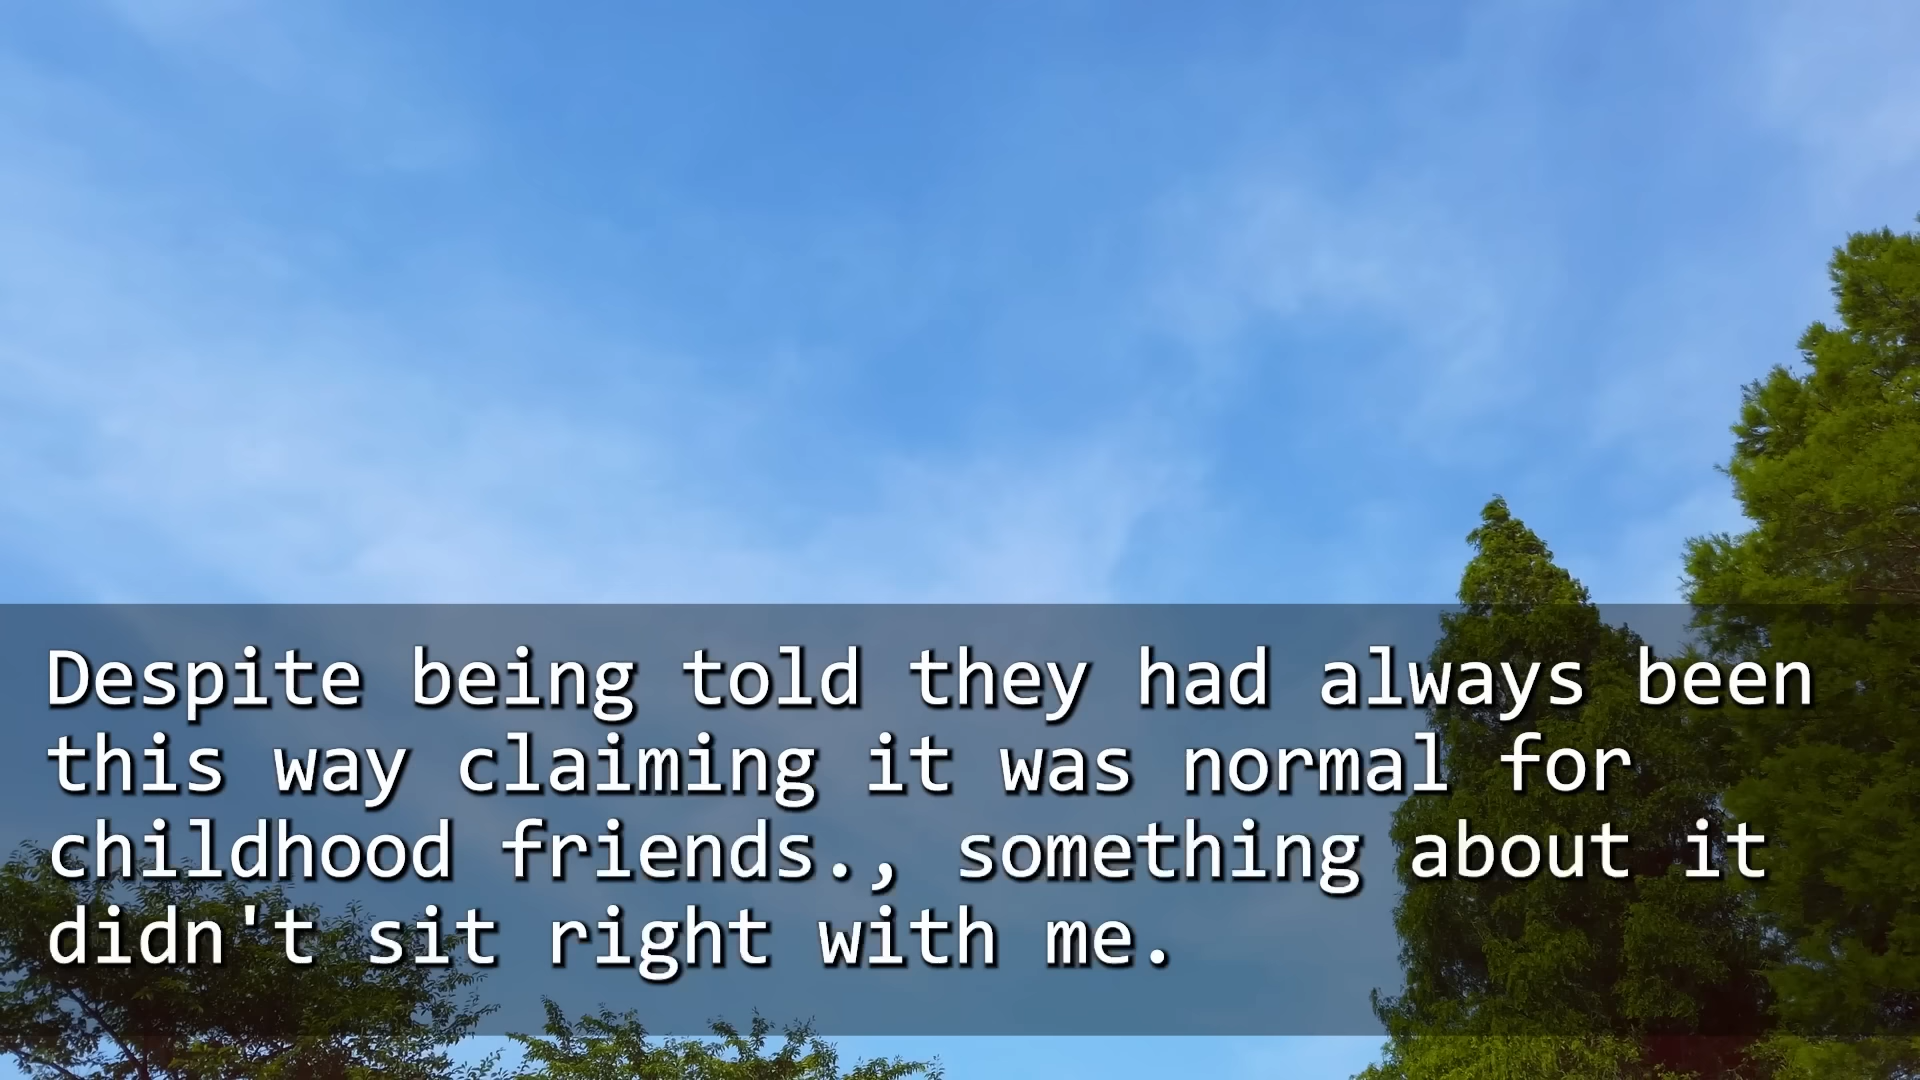 Despite being told they had always been
this way claiming it was normal for
childhood friends., something about it
didn't sit right with me.